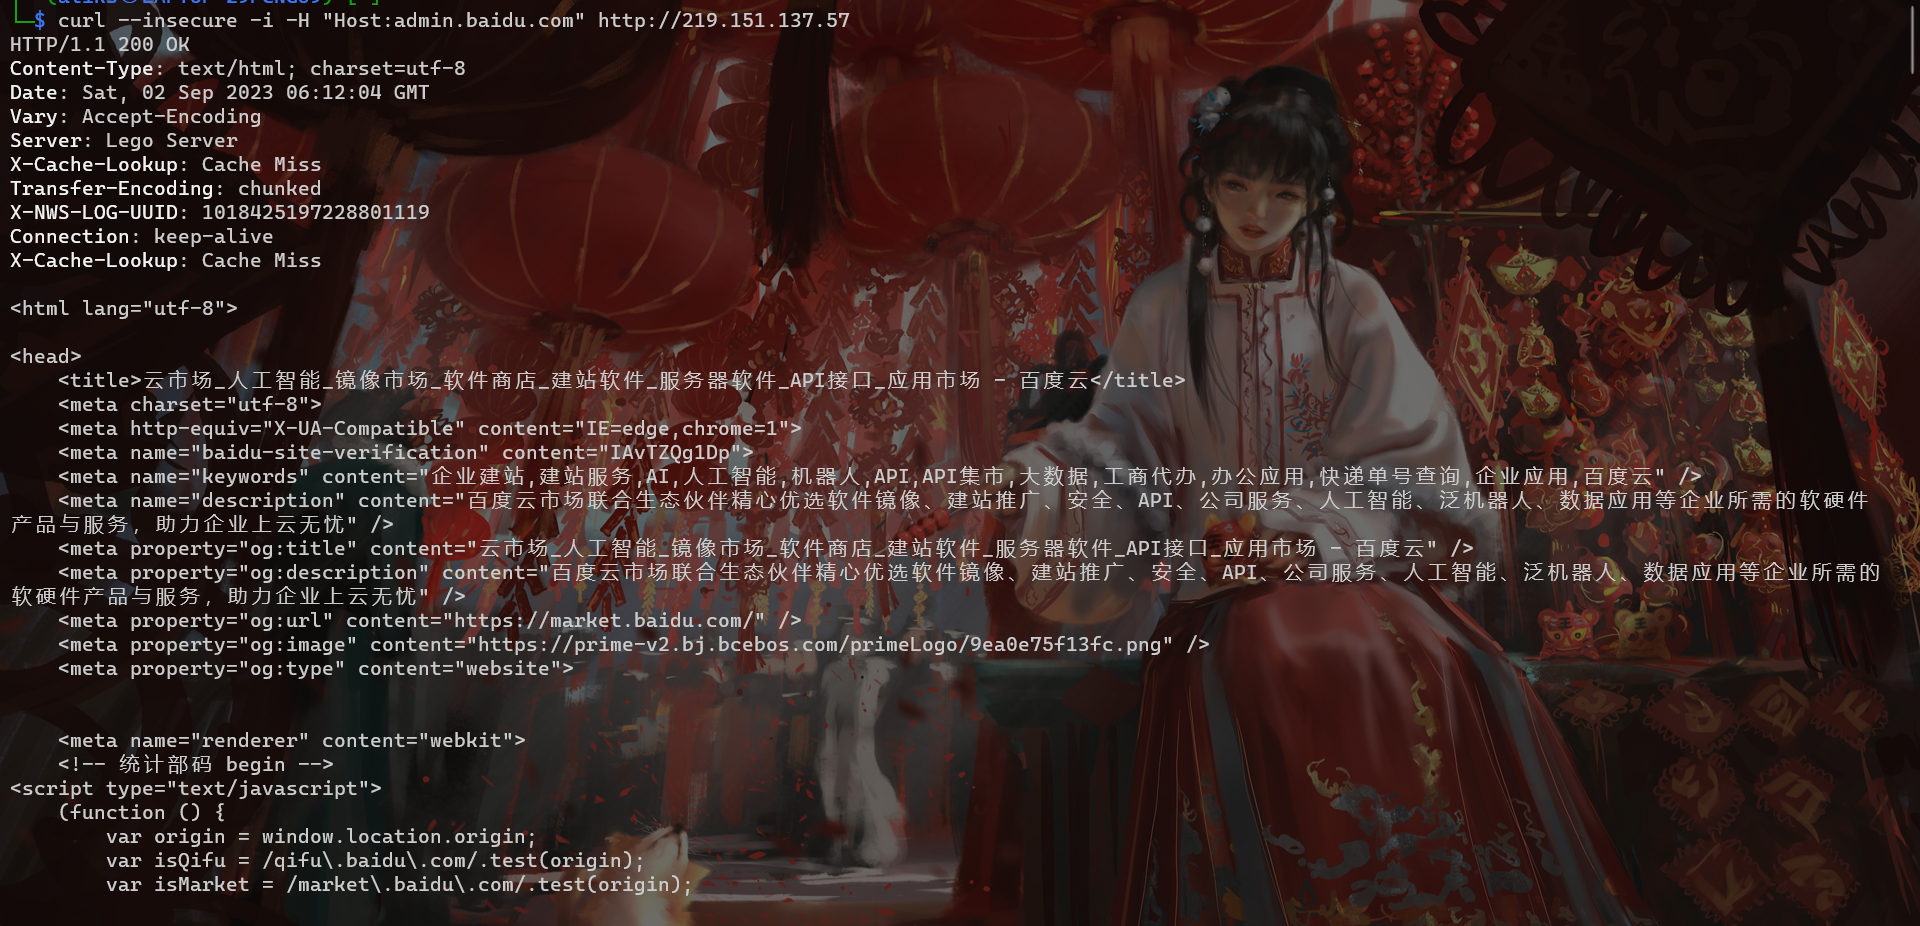 $ curl --insecure -i -H "Host:admin.baidu.com" http://219.151.137.57
HTTP/1.1 200 OK
Content-Type: text/html; charset=utf-8
Date: Sat, 02 Sep 2023 06:12:04 GMT
Vary: Accept-Encoding
Server: Lego Server
X-Cache-Lookup: Cache Miss
Transfer-Encoding: chunked
X-NWS-LOG-UUID: 1018425197228801119
Connection: keep-alive
X-Cache-Lookup: Cache Miss
<html lang="utf-8">
<head>
<title>云市场_人工智能_镜像市场_软件商店_建站软件_服务器软件_API接口_应用市场 - 百度云</title>
<meta charset="utf-8">
<meta http-equiv="X-UA-Compatible" content="IE=edge,chrome=1">
<meta name="baidu-site-verification" content="IAvTZQg1Dp">
<meta name="keywords" content="企业建站,建站服务,AI,人工智能,机器人,API,API集市,大数据,工商代办,办公应用,快递单号查询,企业应用,百度云" />
<meta name="description" content="百度云市场联合生态伙伴精心优选软件镜像、建站推广、安全、API、公司服务、人工智能、泛机器人、数据应用等企业所需的软硬件
产品与服务，助力企业上云无忧" />
<meta property="og:title" content="云市场_人工智能_镜像市场_软件商店_建站软件_服务器软件_API接口_应用市场 - 百度云" />
<meta property="og:description" content="百度云市场联合生态伙伴精心优选软件镜像、建站推广、安全、API、公司服务、人工智能、泛机器人、数据应用等企业所需的
软硬件产品与服务，助力企业上云无忧" />
<meta property="og:url" content="https://market.baidu.com/" />
<meta property="og:image" content="https://prime-v2.bj.bcebos.com/primeLogo/9ea0e75f13fc.png" />
<meta property="og:type" content="website">
<meta name="renderer" content="webkit">
<!-- 统计部码 begin -->
<script type="text/javascript">
(function () {
var origin = window.location.origin;
var isQifu = /qifu\.baidu\.com/.test(origin);
var isMarket = /market\.baidu\.com/.test(origin);